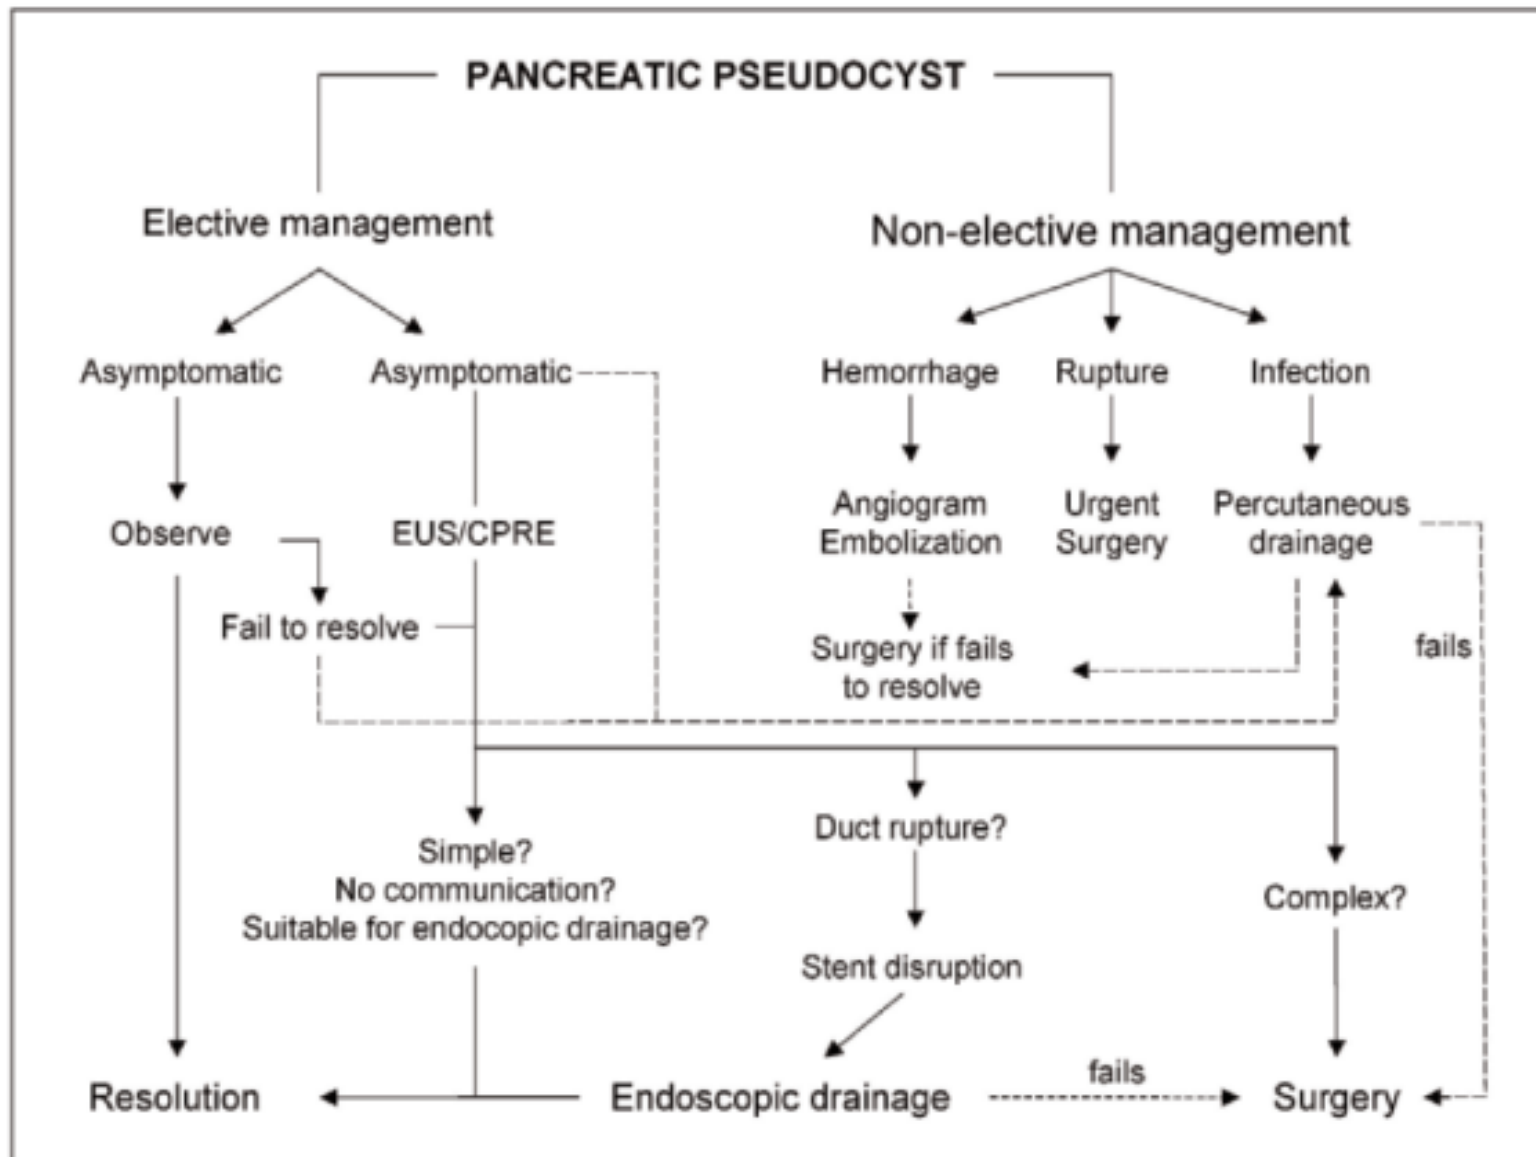 PANCREATIC PSEUDOCYST
Elective management
Non-elective management
Asymptomatic
Asymptomatic
Hemorrhage
Rupture
Infection
Observe
EUS/CPRE
Angiogram
Embolization
Urgent
Surgery
Percutaneous
drainage
Fail to resolve
Surgery if fails
to resolve
fails
Simple?
No communication?
Suitable for endocopic drainage?
Duct rupture?
Complex?
Stent disruption
Resolution
Endoscopic drainage
fails
Surgery